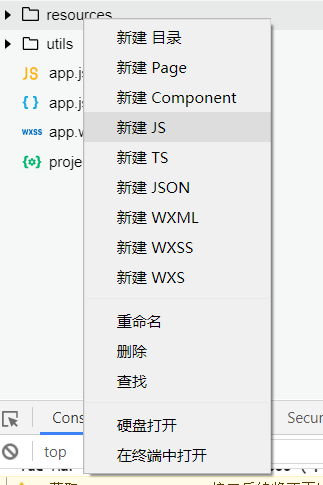 resources
utils
JS app.js
{ } app.js
WXSS app.w
{ } proje
新建 目录
新建 Page
新建 Component
新建 JS
新建 TS
新建 JSON
新建 WXML
新建 WXSS
新建 WXS
重命名
删除
查找
硬盘打开
在终端中打开
Cons
top